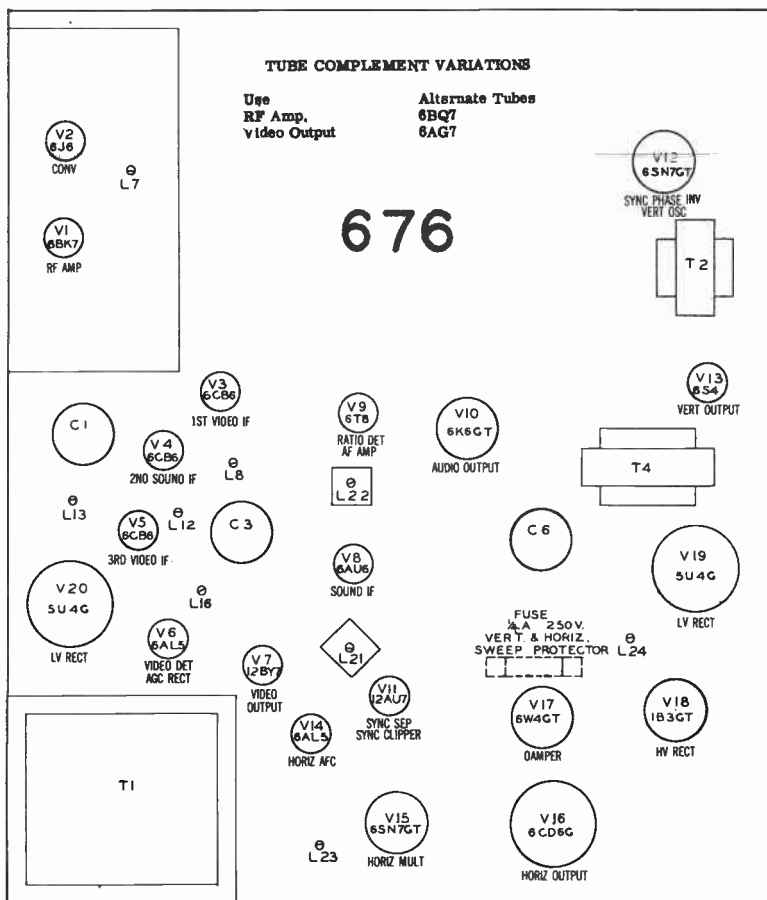 TUBE COMPLEMENT VARIATIONS
Use Alternate Tubes
RF Amp, 6BQ7
Video Output 6AG7
676
V2
6J6
CONV
L7
V1
6BK7
RF AMP
V12
6SN7GT
SYNC PHASE INV
VERT OSC
T2
V3
6CB6
1ST VIDEO IF
V13
6S4
VERT OUTPUT
C1
V4
6CB6
2ND SOUND IF
L8
V9
6T8
RATIO DET
AF AMP
V10
6K6GT
AUDIO OUTPUT
T4
L22
L13
V5
6CB6
3RD VIDEO IF
L12
C3
C6
V8
6AU6
SOUND IF
V19
5U4G
LV RECT
V20
5U4G
LV RECT
L16
FUSE
¼A 250V.
VERT. & HORIZ.
SWEEP PROTECTOR
L24
V6
6AL5
VIDEO DET
AGC RECT
V7
12BY7
VIDEO
OUTPUT
L21
V11
12AU7
SYNC SEP
SYNC CLIPPER
V14
6AL5
HORIZ AFC
V17
6W4GT
DAMPER
V18
1B3GT
HV RECT
T1
L23
V15
6SN7GT
HORIZ MULT
V16
6CD6G
HORIZ OUTPUT